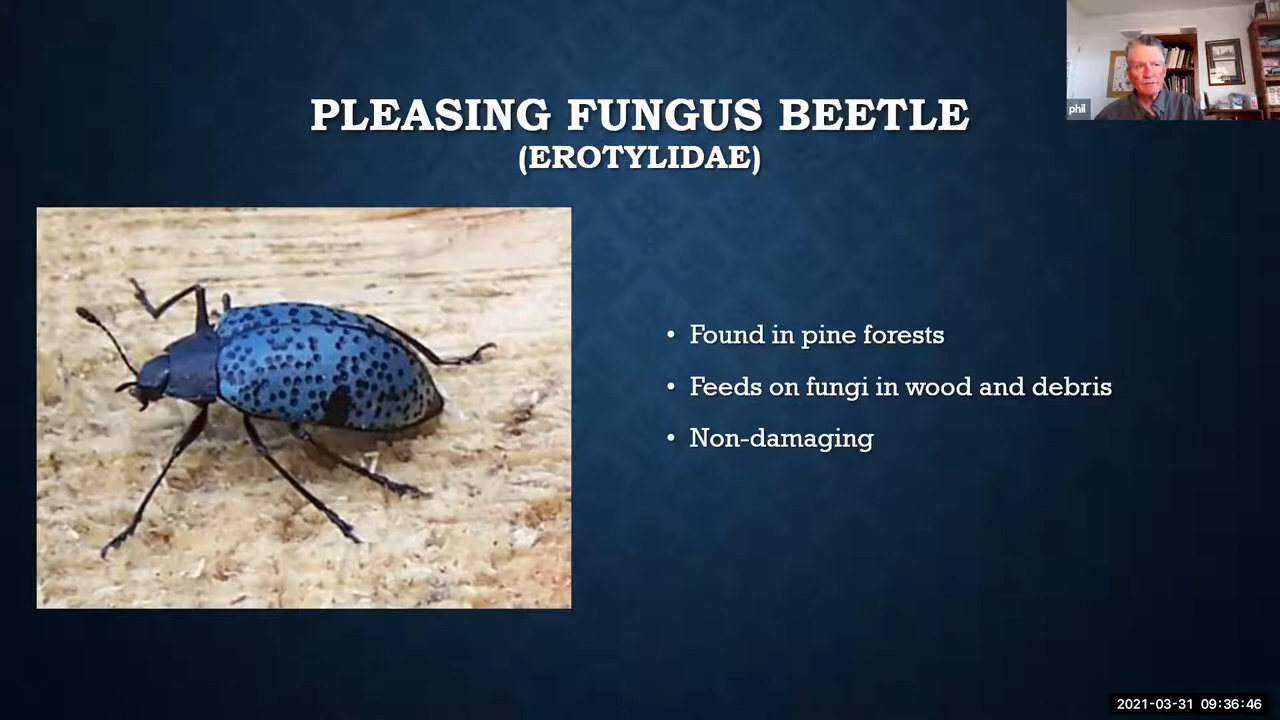 PLEASING FUNGUS BEETLE
(EROTYLIDAE)
phil
• Found in pine forests
• Feeds on fungi in wood and debris
• Non-damaging
2021-03-31 09:36:46